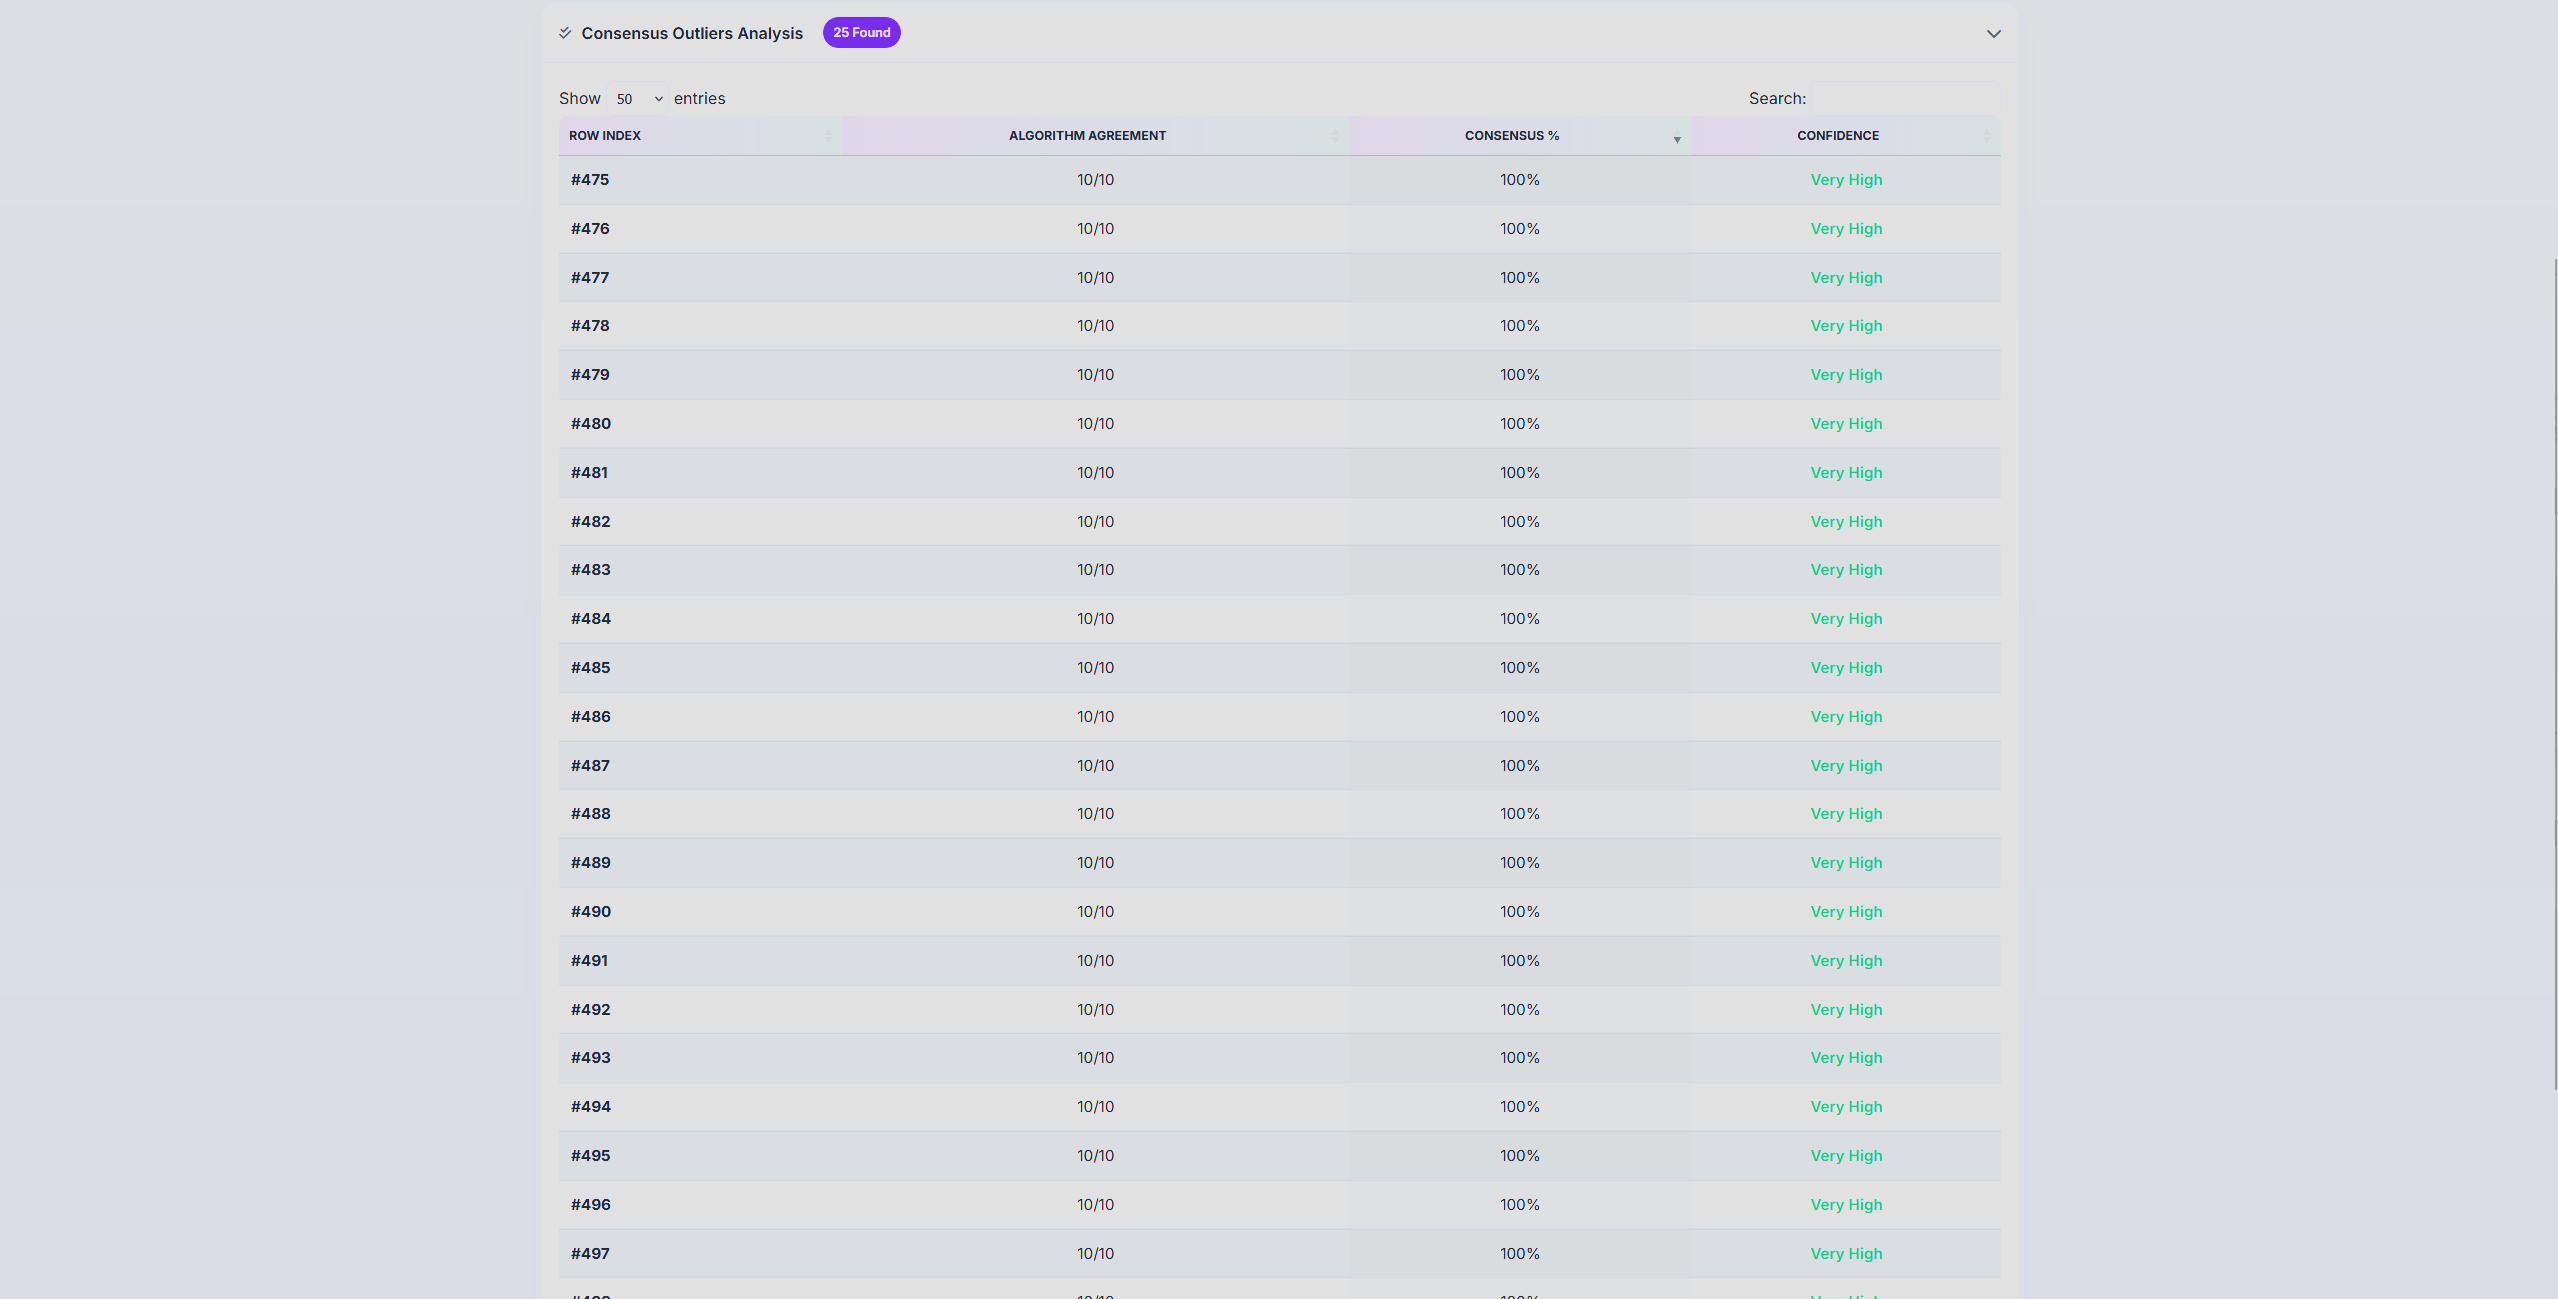 Consensus Outliers Analysis 25 Found
Show 50 entries Search:
ROW INDEX ALGORITHM AGREEMENT CONSENSUS % CONFIDENCE
#475 10/10 100% Very High
#476 10/10 100% Very High
#477 10/10 100% Very High
#478 10/10 100% Very High
#479 10/10 100% Very High
#480 10/10 100% Very High
#481 10/10 100% Very High
#482 10/10 100% Very High
#483 10/10 100% Very High
#484 10/10 100% Very High
#485 10/10 100% Very High
#486 10/10 100% Very High
#487 10/10 100% Very High
#488 10/10 100% Very High
#489 10/10 100% Very High
#490 10/10 100% Very High
#491 10/10 100% Very High
#492 10/10 100% Very High
#493 10/10 100% Very High
#494 10/10 100% Very High
#495 10/10 100% Very High
#496 10/10 100% Very High
#497 10/10 100% Very High